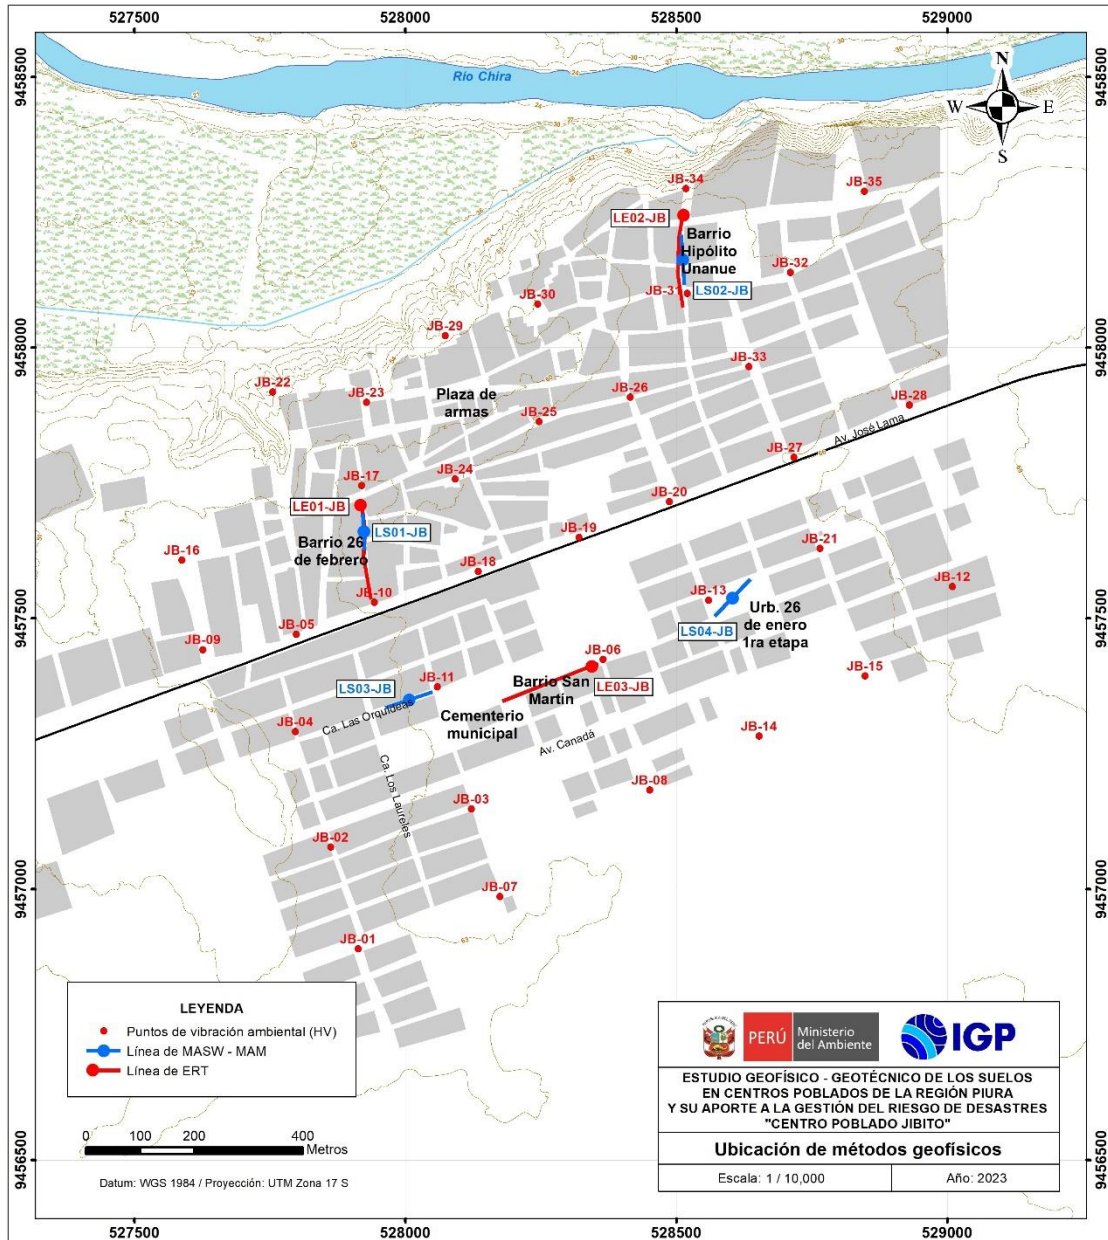 527500 528000 528500 529000
9458500
9458500
Rio Chira
N
W E
S
JB-34
JB-35
LE02-JB
Barrio
Hipólito
Unanue
JB-32
JB-31
LS02-JB
JB-30
JB-29
9458000
9458000
JB-33
JB-22
JB-23
Plaza de
armas
JB-26
JB-25
JB-28
Av. José Lama
JB-27
JB-24
JB-17
LE01-JB
JB-20
LS01-JB
Barrio 26
de febrero
JB-19
JB-21
JB-16
JB-18
JB-12
JB-10
JB-13
9457500
9457500
Urb. 26
de enero
1ra etapa
JB-05
LS04-JB
JB-09
JB-06
JB-15
JB-11
LS03-JB
Barrio San
Martín
LE03-JB
Ca. Las Orquídeas
Cementerio
municipal
JB-04
JB-14
Av. Canadá
Ca. Los Laureles
JB-08
JB-03
JB-02
9457000
9457000
JB-07
JB-01
LEYENDA
Puntos de vibración ambiental (HV)
Línea de MASW - MAM
Línea de ERT
0 100 200 400
Metros
Datum: WGS 1984 / Proyección: UTM Zona 17 S
PERÚ
Ministerio
del Ambiente
IGP
ESTUDIO GEOFÍSICO - GEOTÉCNICO DE LOS SUELOS
EN CENTROS POBLADOS DE LA REGIÓN PIURA
Y SU APORTE A LA GESTIÓN DEL RIESGO DE DESASTRES
"CENTRO POBLADO JIBITO"
Ubicación de métodos geofísicos
Escala: 1 / 10,000
Año: 2023
9456500
9456500
527500 528000 528500 529000